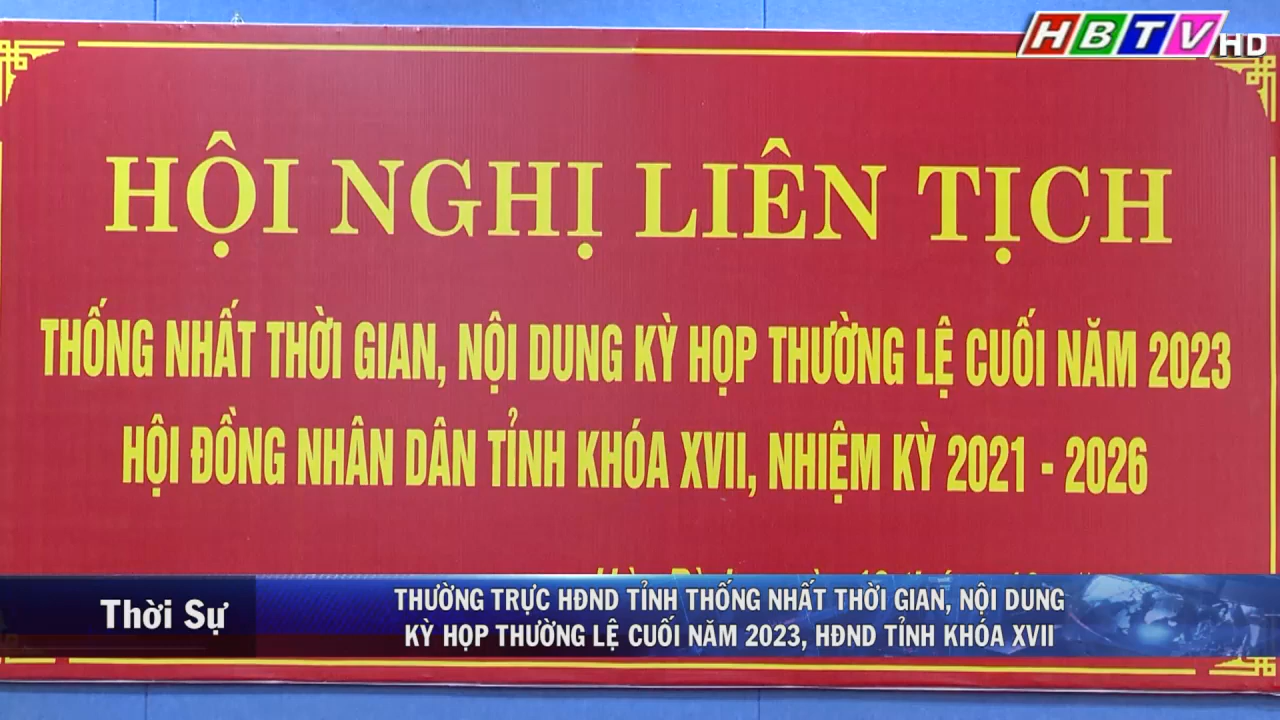 HBTV HD
HỘI NGHỊ LIÊN TỊCH
THỐNG NHẤT THỜI GIAN, NỘI DUNG KỲ HỌP THƯỜNG LỆ CUỐI NĂM 2023
HỘI ĐỒNG NHÂN DÂN TỈNH KHÓA XVII, NHIỆM KỲ 2021 - 2026
Thời Sự
THƯỜNG TRỰC HĐND TỈNH THỐNG NHẤT THỜI GIAN, NỘI DUNG
KỲ HỌP THƯỜNG LỆ CUỐI NĂM 2023, HĐND TỈNH KHÓA XVII